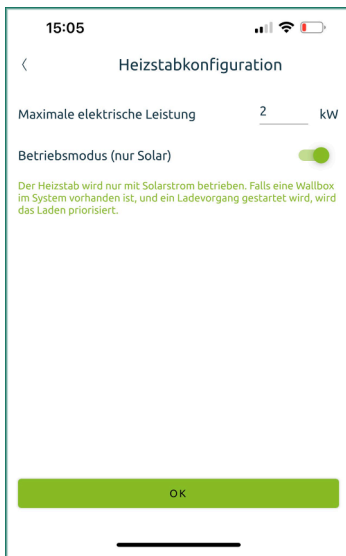 15:05
Heizstabkonfiguration
Maximale elektrische Leistung 2 kW
Betriebsmodus (nur Solar)
Der Heizstab wird nur mit Solarstrom betrieben. Falls eine Wallbox
im System vorhanden ist, und ein Ladevorgang gestartet wird, wird
das Laden priorisiert.
OK